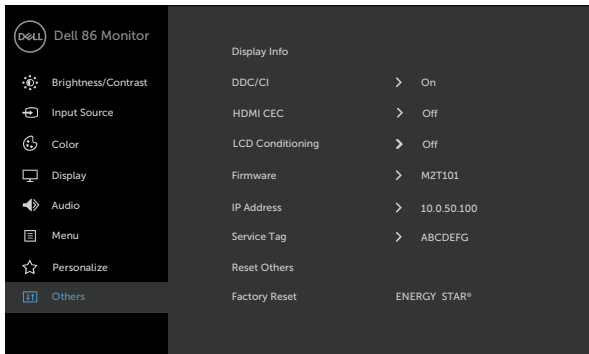 DELL Dell 86 Monitor
Brightness/Contrast
Input Source
Color
Display
Audio
Menu
Personalize
Others
Display Info
DDC/CI > On
HDMI CEC > Off
LCD Conditioning > Off
Firmware > M2T101
IP Address > 10.0.50.100
Service Tag > ABCDEFG
Reset Others
Factory Reset ENERGY STAR®